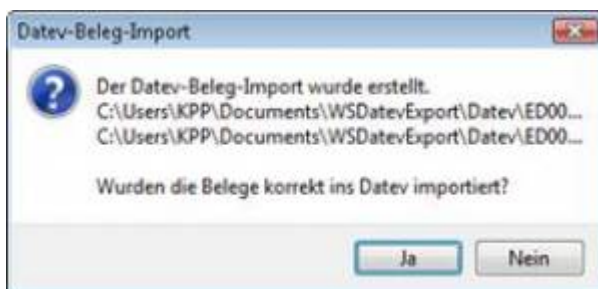 Datev-Beleg-Import
Der Datev-Beleg-Import wurde erstellt.
C:\Users\KPP\Documents\WSDatevExport\Datev\ED00...
C:\Users\KPP\Documents\WSDatevExport\Datev\ED00...
Wurden die Belege korrekt ins Datev importiert?
Ja
Nein